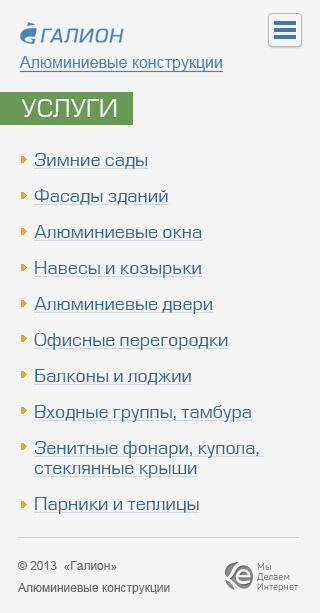 ГАЛИОН
Алюминиевые конструкции
УСЛУГИ
Зимние сады
Фасады зданий
Алюминиевые окна
Навесы и козырьки
Алюминиевые двери
Офисные перегородки
Балконы и лоджии
Входные группы, тамбура
Зенитные фонари, купола,
стеклянные крыши
Парники и теплицы
© 2013 «Галион»
Алюминиевые конструкции
Мы
Делаем
Интернет